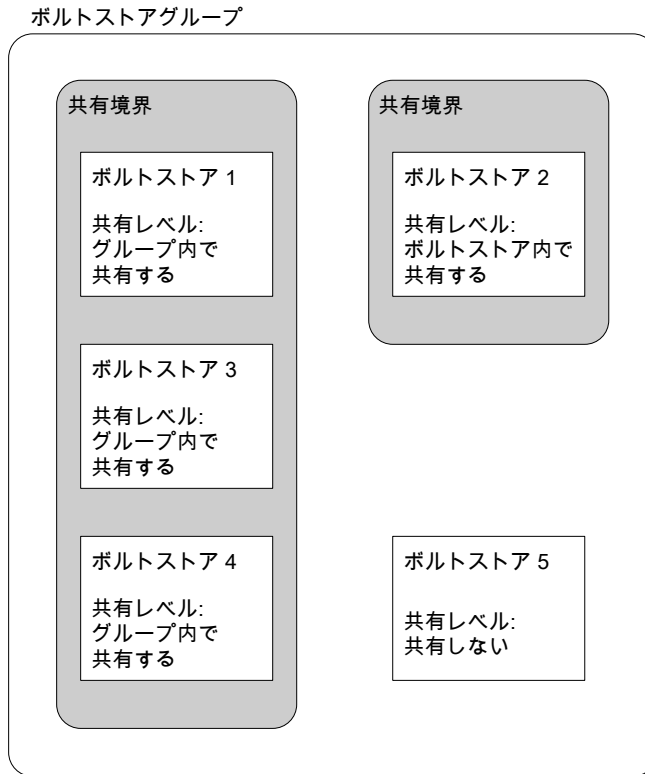 ボルトストアグループ
共有境界
ボルトストア 1
共有レベル:
グループ内で
共有する
ボルトストア 3
共有レベル:
グループ内で
共有する
ボルトストア 4
共有レベル:
グループ内で
共有する
共有境界
ボルトストア 2
共有レベル:
ボルトストア内で
共有する
ボルトストア 5
共有レベル:
共有しない